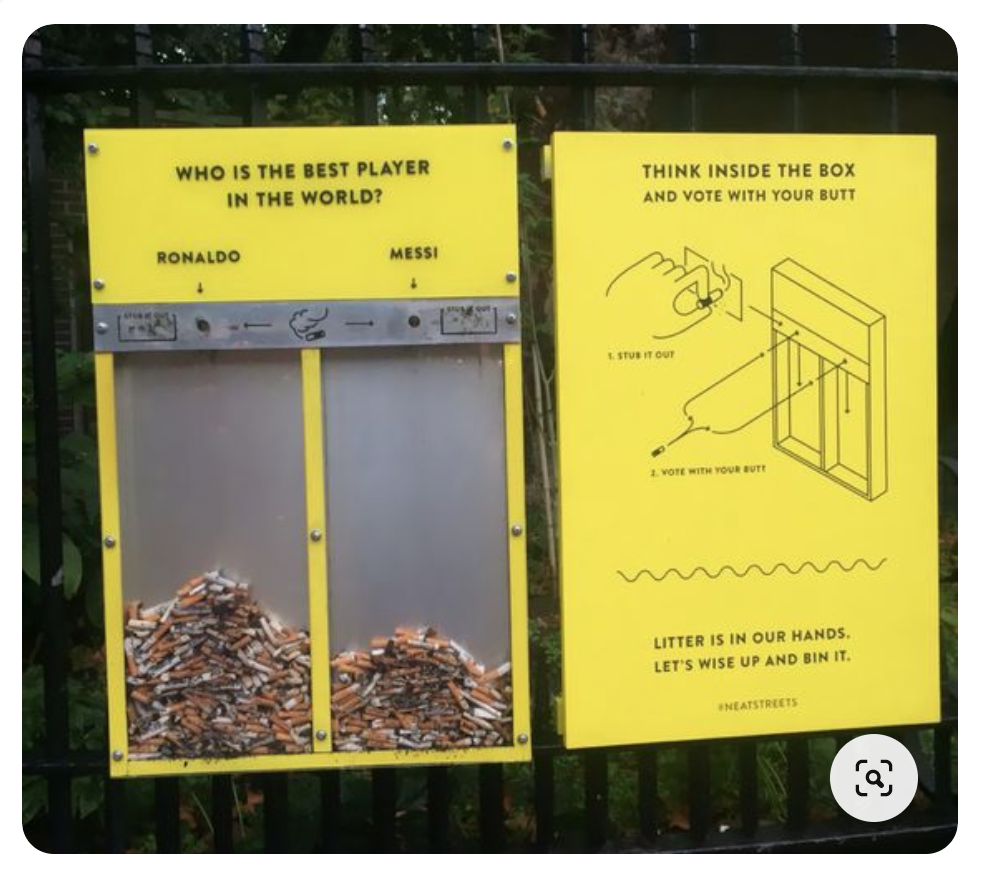 WHO IS THE BEST PLAYER
IN THE WORLD?
RONALDO
MESSI
STUB IT OUT
STUB IT OUT
THINK INSIDE THE BOX
AND VOTE WITH YOUR BUTT
1. STUB IT OUT
2. VOTE WITH YOUR BUTT
LITTER IS IN OUR HANDS.
LET'S WISE UP AND BIN IT.
#NEATSTREETS